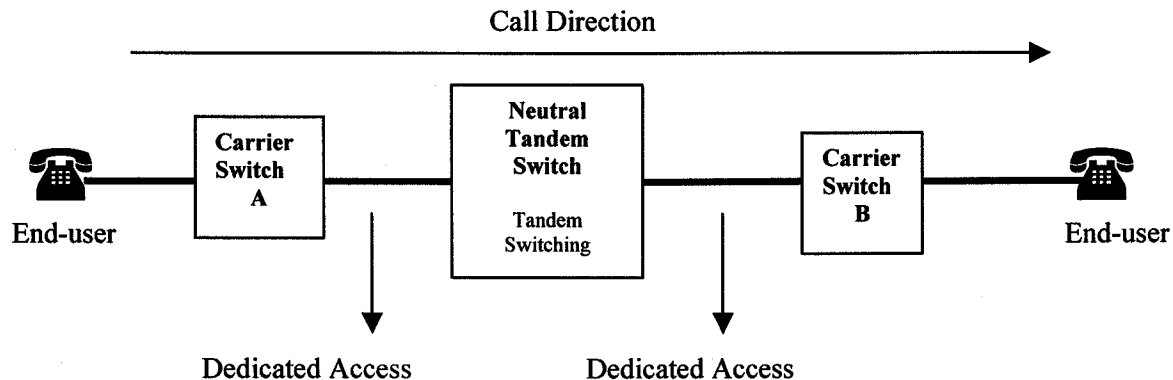 Call Direction
End-user
Carrier
Switch
A
Neutral
Tandem
Switch
Tandem
Switching
Carrier
Switch
B
End-user
Dedicated Access
Dedicated Access